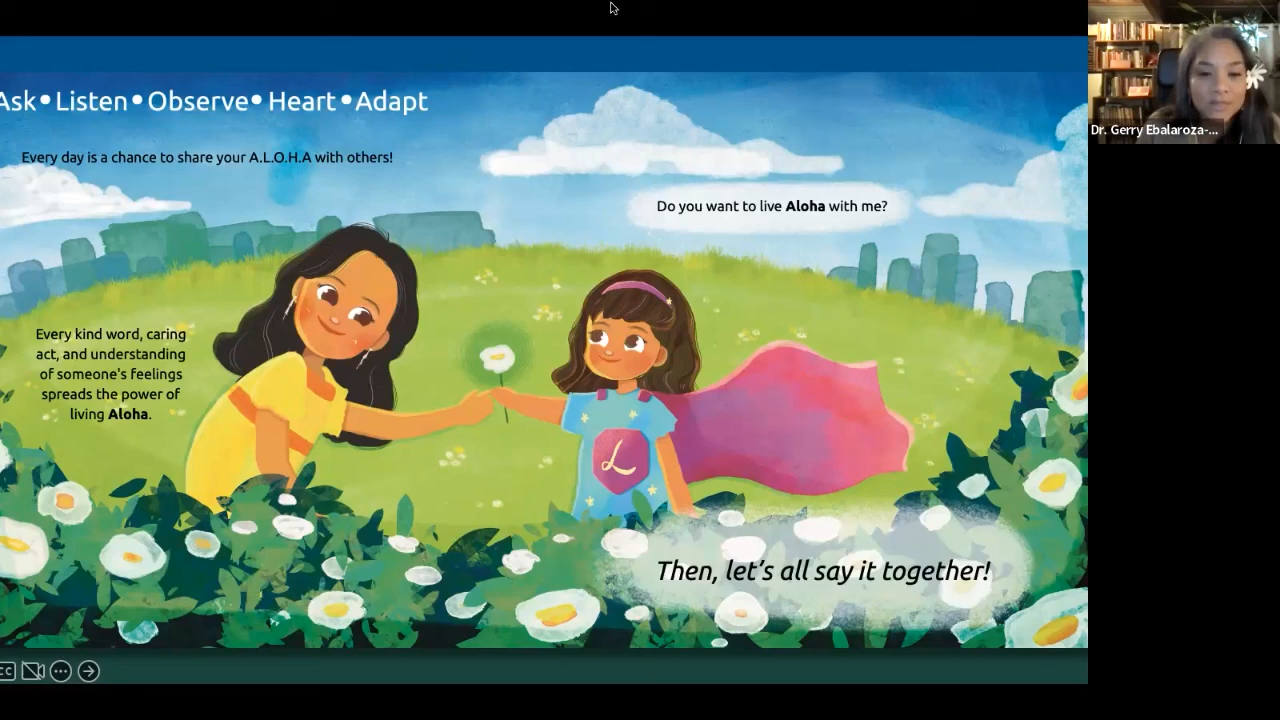 Ask • Listen • Observe • Heart • Adapt
Every day is a chance to share your A.L.O.H.A with others!
Do you want to live Aloha with me?
Every kind word, caring
act, and understanding
of someone's feelings
spreads the power of
living Aloha.
L
Then, let's all say it together!
Dr. Gerry Ebalaroza-...
CC